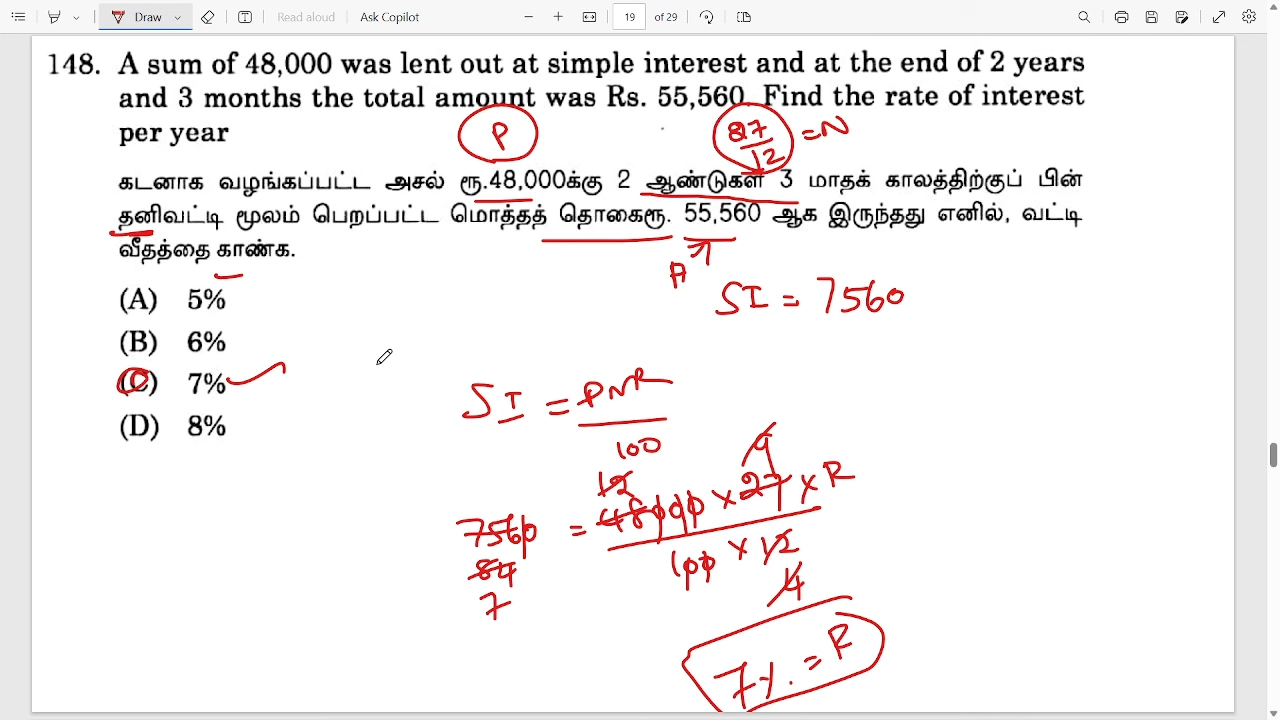 Draw
Read aloud
Ask Copilot
19 of 29
148. A sum of 48,000 was lent out at simple interest and at the end of 2 years
and 3 months the total amount was Rs. 55,560. Find the rate of interest
per year
P
27/12 = N
கடனாக வழங்கப்பட்ட அசல் ரூ.48,000க்கு 2 ஆண்டுகள் 3 மாதக் காலத்திற்குப் பின்
தனிவட்டி மூலம் பெறப்பட்ட மொத்தத் தொகைரூ. 55,560 ஆக இருந்தது எனில், வட்டி
வீதத்தை காண்க.
A
SI = 7560
(A) 5%
(B) 6%
(C) 7%
(D) 8%
SI = PNR
100
12 9
7560 = 48000 x 27 x R
100 x 12
84
4
7
7% = R